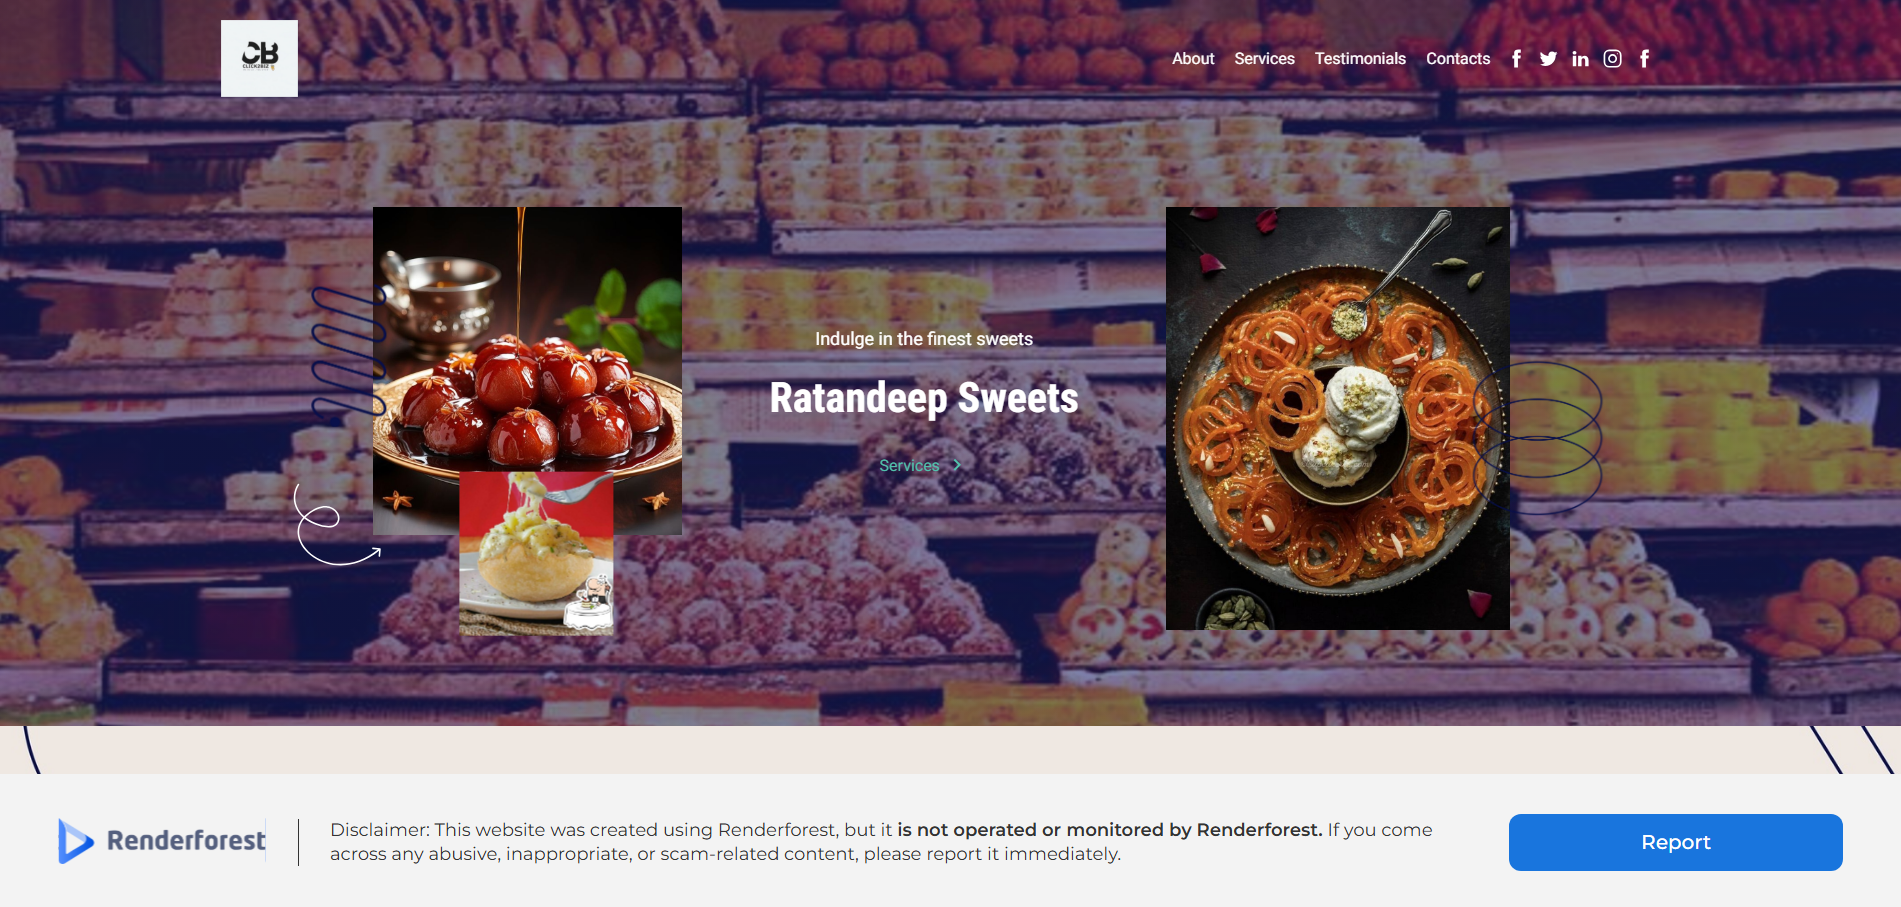 CB
CLICK2BIZ
About Services Testimonials Contacts
Indulge in the finest sweets
Ratandeep Sweets
Services
Renderforest
Disclaimer: This website was created using Renderforest, but it is not operated or monitored by Renderforest. If you come
across any abusive, inappropriate, or scam-related content, please report it immediately.
Report